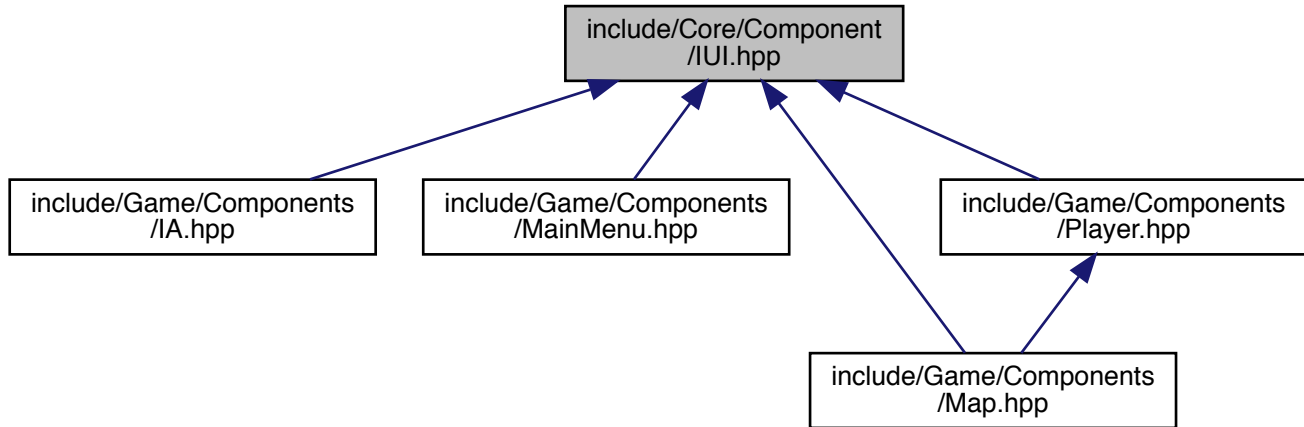 include/Core/Component
/IUI.hpp
include/Game/Components
/IA.hpp
include/Game/Components
/MainMenu.hpp
include/Game/Components
/Player.hpp
include/Game/Components
/Map.hpp